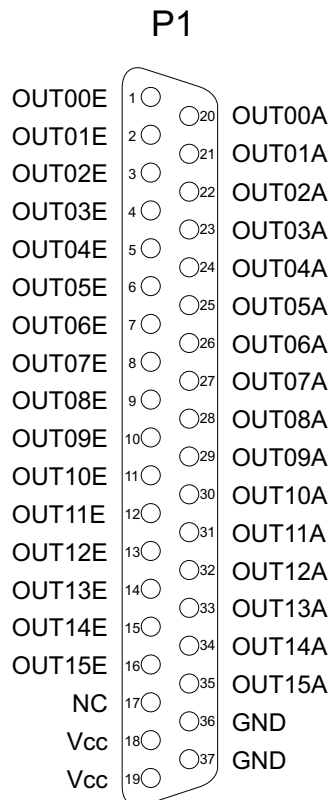 P1
OUT00E 1 20 OUT00A
OUT01E 2 21 OUT01A
OUT02E 3 22 OUT02A
OUT03E 4 23 OUT03A
OUT04E 5 24 OUT04A
OUT05E 6 25 OUT05A
OUT06E 7 26 OUT06A
OUT07E 8 27 OUT07A
OUT08E 9 28 OUT08A
OUT09E 10 29 OUT09A
OUT10E 11 30 OUT10A
OUT11E 12 31 OUT11A
OUT12E 13 32 OUT12A
OUT13E 14 33 OUT13A
OUT14E 15 34 OUT14A
OUT15E 16 35 OUT15A
NC 17 36 GND
Vcc 18 37 GND
Vcc 19